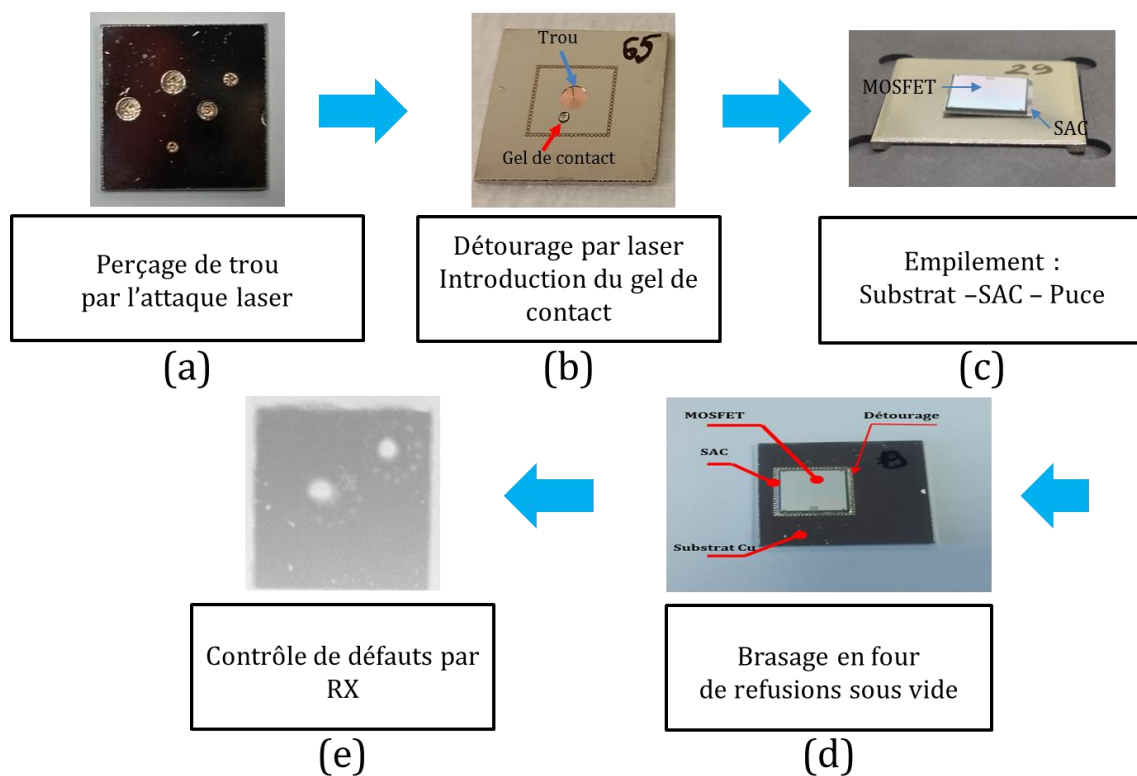 Trou
65
Gel de contact
29
MOSFET
SAC
Perçage de trou
par l’attaque laser
Détourage par laser
Introduction du gel de
contact
Empilement :
Substrat –SAC – Puce
(a)
(b)
(c)
MOSFET
Détourage
SAC
Substrat Cu
Contrôle de défauts par
RX
Brasage en four
de refusions sous vide
(e)
(d)